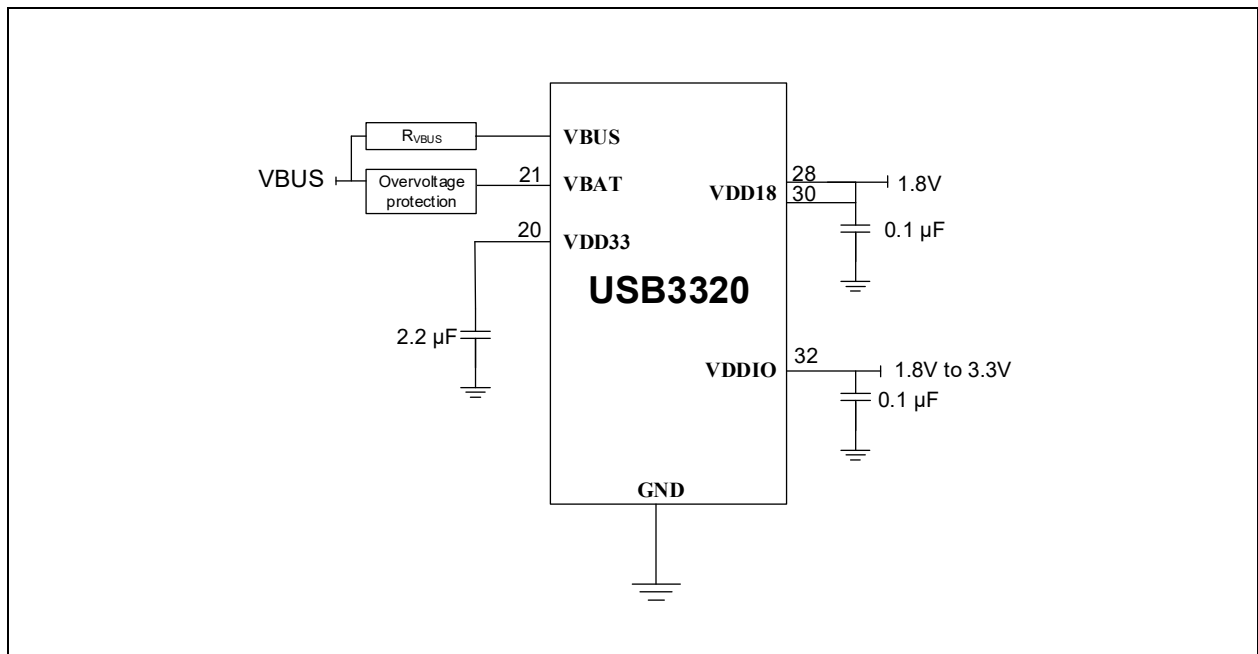 R_VBUS
VBUS
VBUS
Overvoltage
protection
21
VBAT
28
30
VDD18
1.8V
0.1 µF
20
VDD33
USB3320
2.2 µF
32
VDDIO
1.8V to 3.3V
0.1 µF
GND